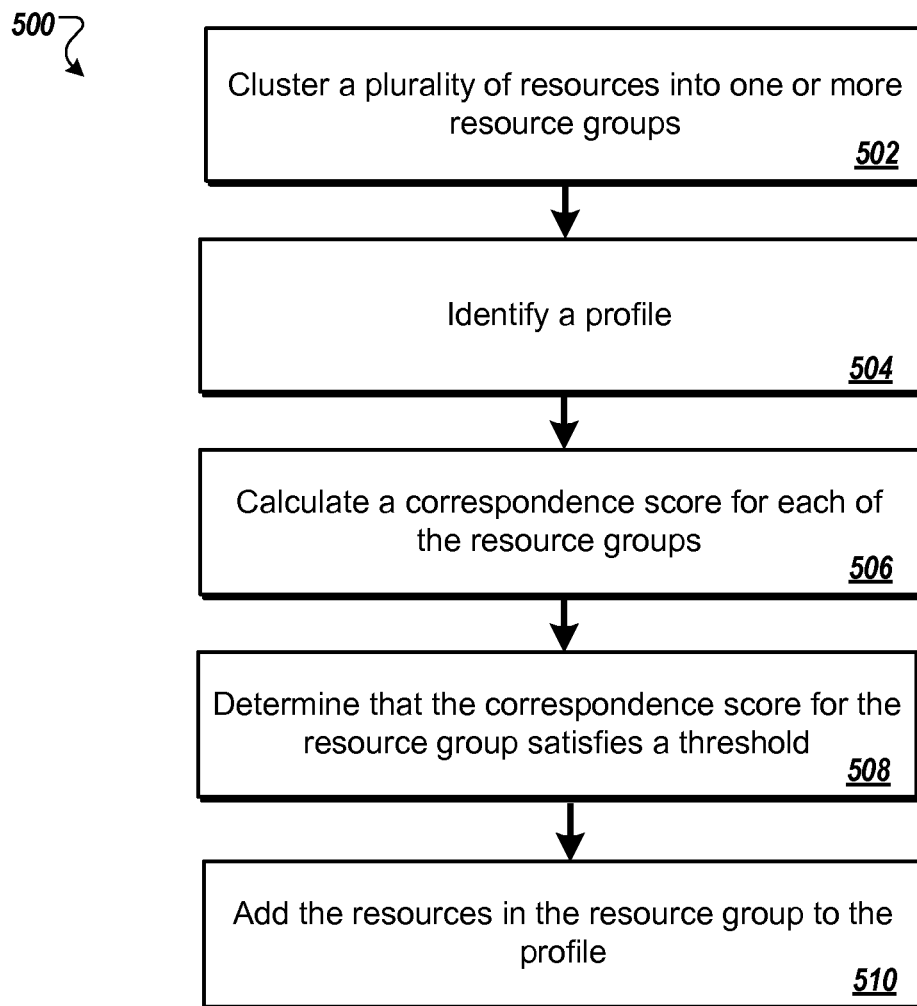 500
Cluster a plurality of resources into one or more
resource groups
502
Identify a profile
504
Calculate a correspondence score for each of
the resource groups
506
Determine that the correspondence score for the
resource group satisfies a threshold
508
Add the resources in the resource group to the
profile
510